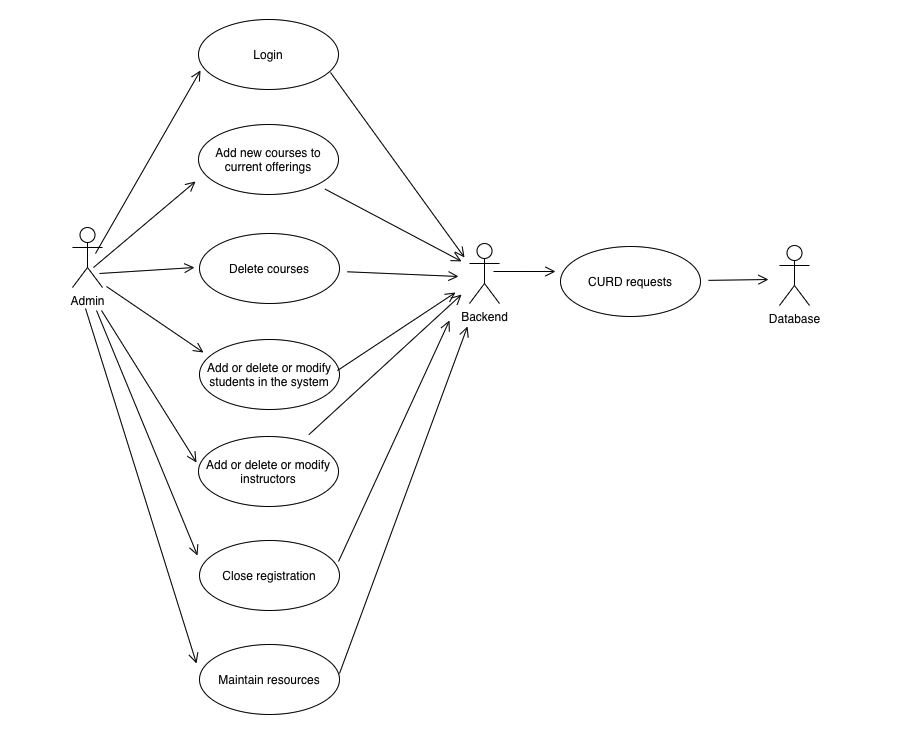 Login
Add new courses to
current offerings
Delete courses
Admin
Backend
CURD requests
Database
Add or delete or modify
students in the system
Add or delete or modify
instructors
Close registration
Maintain resources